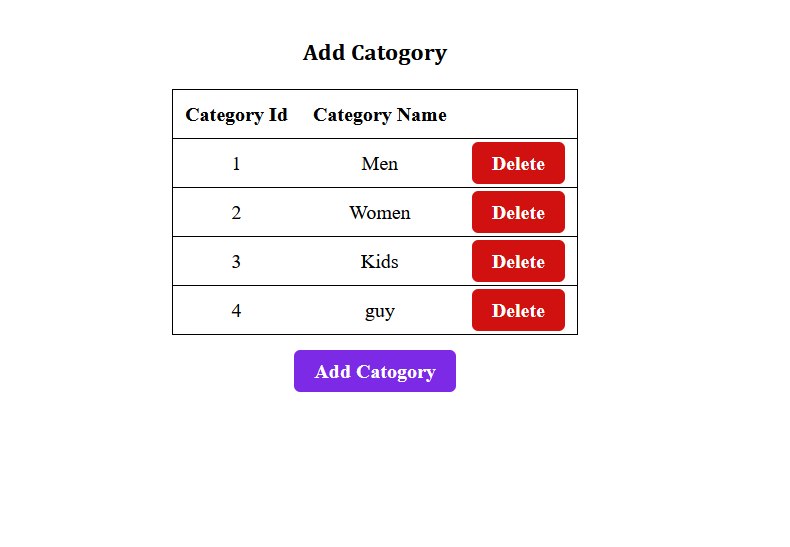 Add Catogory
Category Id Category Name
1 Men Delete
2 Women Delete
3 Kids Delete
4 guy Delete
Add Catogory